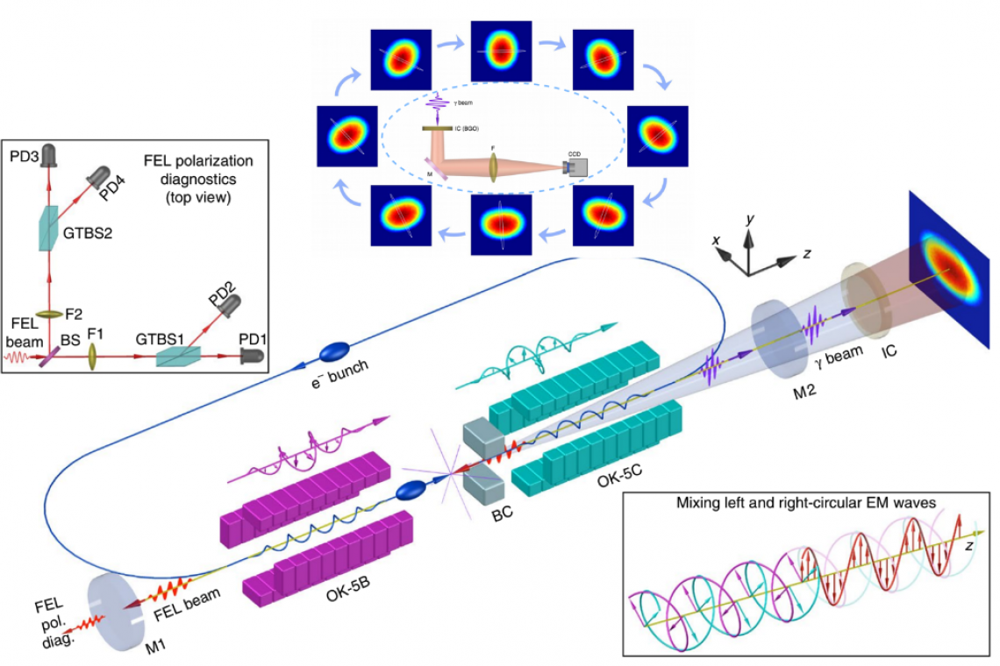 γ beam
IC (BGO)
F
M
CCD
PD3
PD4
FEL polarization
diagnostics
(top view)
GTBS2
F2
FEL
beam
BS
F1
GTBS1
PD2
PD1
e⁻ bunch
y
x
z
γ beam
IC
M2
OK-5C
BC
OK-5B
FEL beam
FEL
pol.
diag.
M1
Mixing left and right-circular EM waves
z